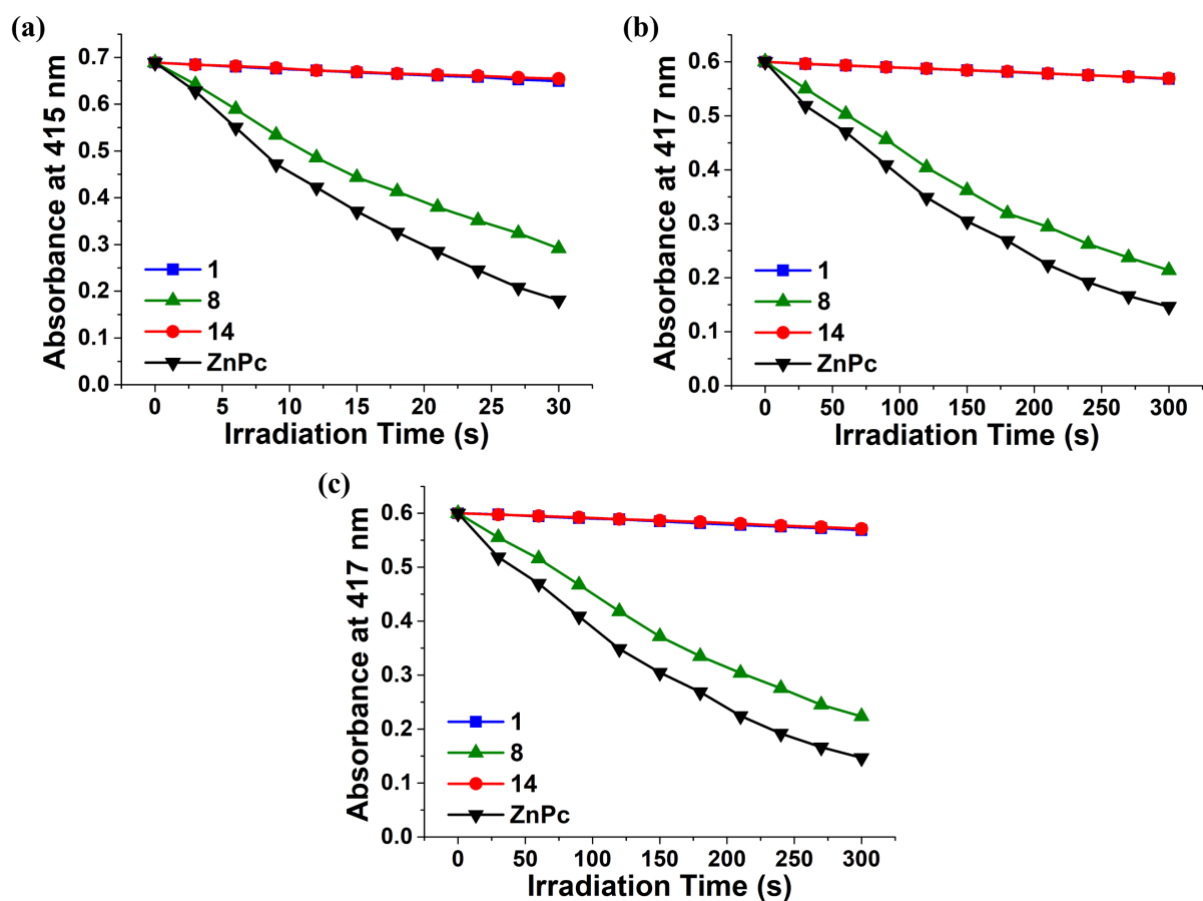 (a)
Absorbance at 415 nm
0.7
0.6
0.5
0.4
0.3
0.2
0.1
0.0
1
8
14
ZnPc
0 5 10 15 20 25 30
Irradiation Time (s)
(b)
Absorbance at 417 nm
0.6
0.5
0.4
0.3
0.2
0.1
0.0
1
8
14
ZnPc
0 50 100 150 200 250 300
Irradiation Time (s)
(c)
Absorbance at 417 nm
0.6
0.5
0.4
0.3
0.2
0.1
0.0
1
8
14
ZnPc
0 50 100 150 200 250 300
Irradiation Time (s)